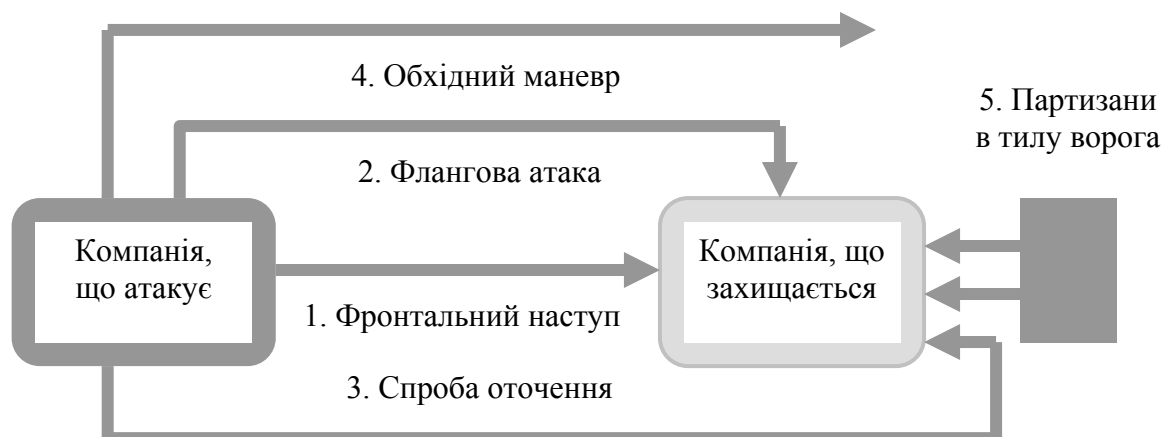 4. Обхідний маневр
5. Партизани
в тилу ворога
2. Флангова атака
Компанія,
що атакує
Компанія, що
захищається
1. Фронтальний наступ
3. Спроба оточення